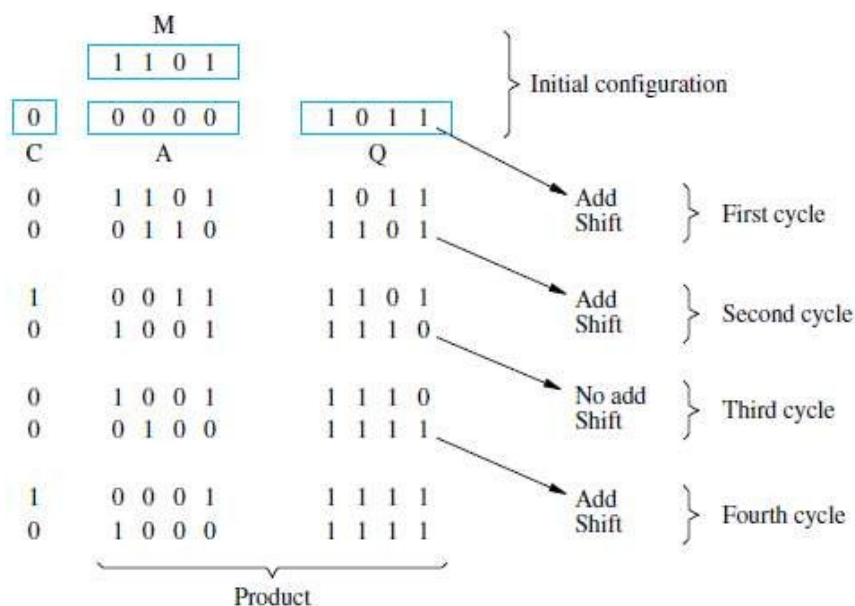 M
1 1 0 1
Initial configuration
0 0 0 0 0 1 0 1 1
C A Q
0 1 1 0 1 1 0 1 1 Add
0 0 1 1 0 1 1 0 1 Shift
First cycle
1 0 0 1 1 1 1 0 1 Add
0 1 0 0 1 1 1 1 0 Shift
Second cycle
0 1 0 0 1 1 1 1 0 No add
0 0 1 0 0 1 1 1 1 Shift
Third cycle
1 0 0 0 1 1 1 1 1 Add
0 1 0 0 0 1 1 1 1 Shift
Fourth cycle
Product